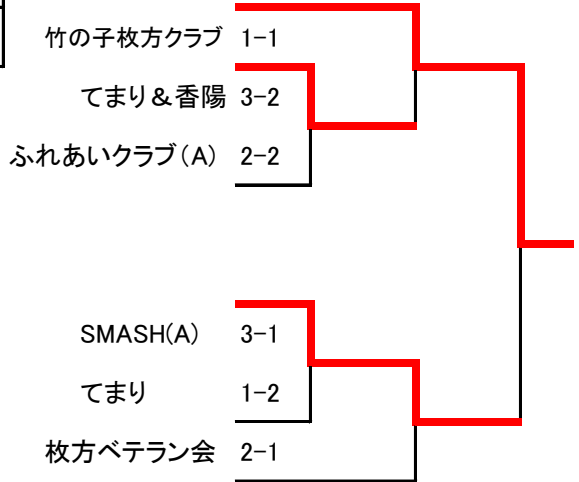 竹の子枚方クラブ 1-1
てまり＆香陽 3-2
ふれあいクラブ(A) 2-2
SMASH(A) 3-1
てまり 1-2
枚方ベテラン会 2-1